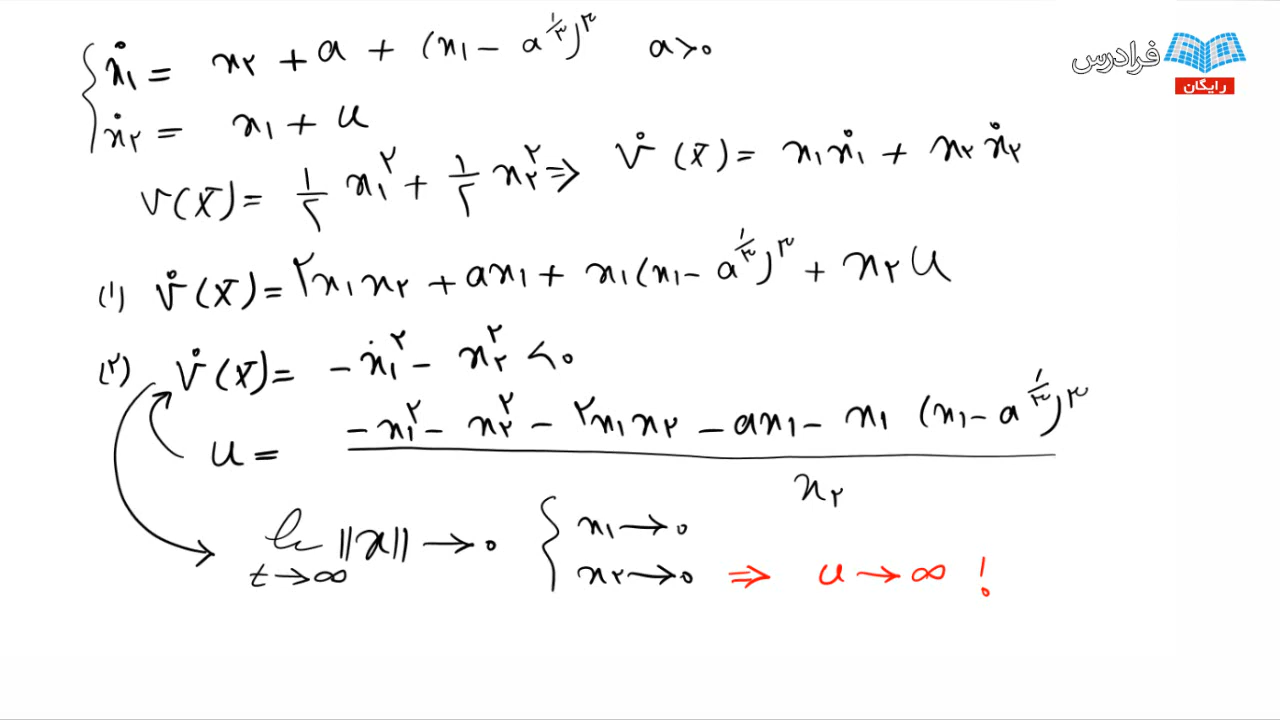 فرادرس
رایگان
ẋ۱ = x۲ + a + (x۱ − a^(۱/۳))^۳   a>۰
ẋ۲ = x۱ + u
V(x̄) = ۱/۲ x۱^۲ + ۱/۲ x۲^۲ ⇒ V̇(x̄) = x۱ẋ۱ + x۲ẋ۲
(۱) V̇(x̄) = ۲x۱x۲ + ax۱ + x۱(x۱ − a^(۱/۳))^۳ + x۲u
(۲) V̇(x̄) = −x۱^۲ − x۲^۲ < ۰
u = (−x۱^۲ − x۲^۲ − ۲x۱x۲ − ax۱ − x۱(x۱ − a^(۱/۳))^۳) / x۲
lim t→∞ ‖x‖ → ۰ { x۱ → ۰
x۲ → ۰ ⇒ u → ∞ !